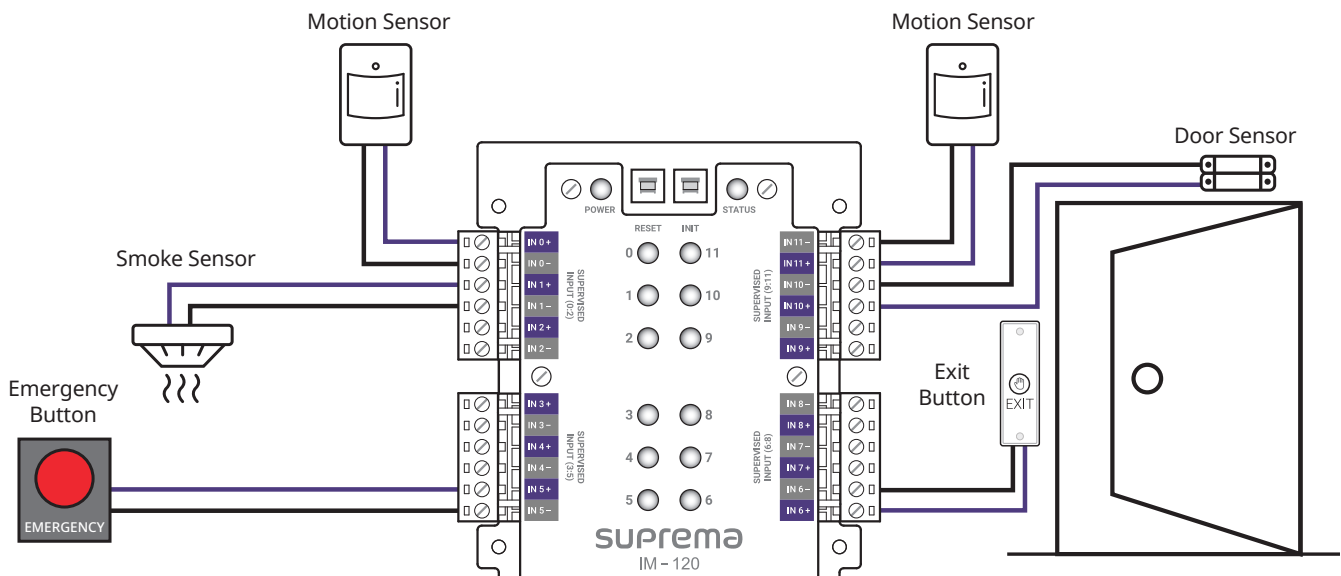 Motion Sensor
Motion Sensor
Door Sensor
Smoke Sensor
Emergency
Button
EMERGENCY
Exit
Button
EXIT
POWER
STATUS
RESET
INIT
IN 0 +
IN 0 –
IN 1 +
IN 1 –
IN 2 +
IN 2 –
SUPERVISED
INPUT (0:2)
0
11
1
10
2
9
IN 11 –
IN 11 +
IN 10 –
IN 10 +
IN 9 –
IN 9 +
SUPERVISED
INPUT (9:11)
IN 3 +
IN 3 –
IN 4 +
IN 4 –
IN 5 +
IN 5 –
SUPERVISED
INPUT (3:5)
3
8
4
7
5
6
IN 8 –
IN 8 +
IN 7 –
IN 7 +
IN 6 –
IN 6 +
SUPERVISED
INPUT (6:8)
suprema
IM – 120